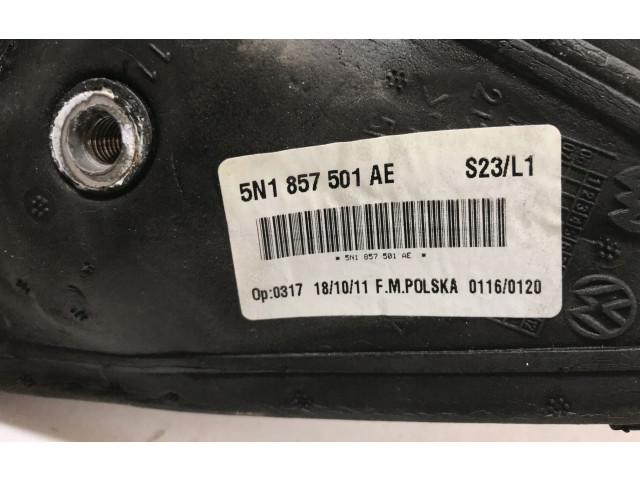 5N1 857 501 AE S23/L1
* 5N1 857 501 AE *
Op:0317 18/10/11 F.M.POLSKA 0116/0120